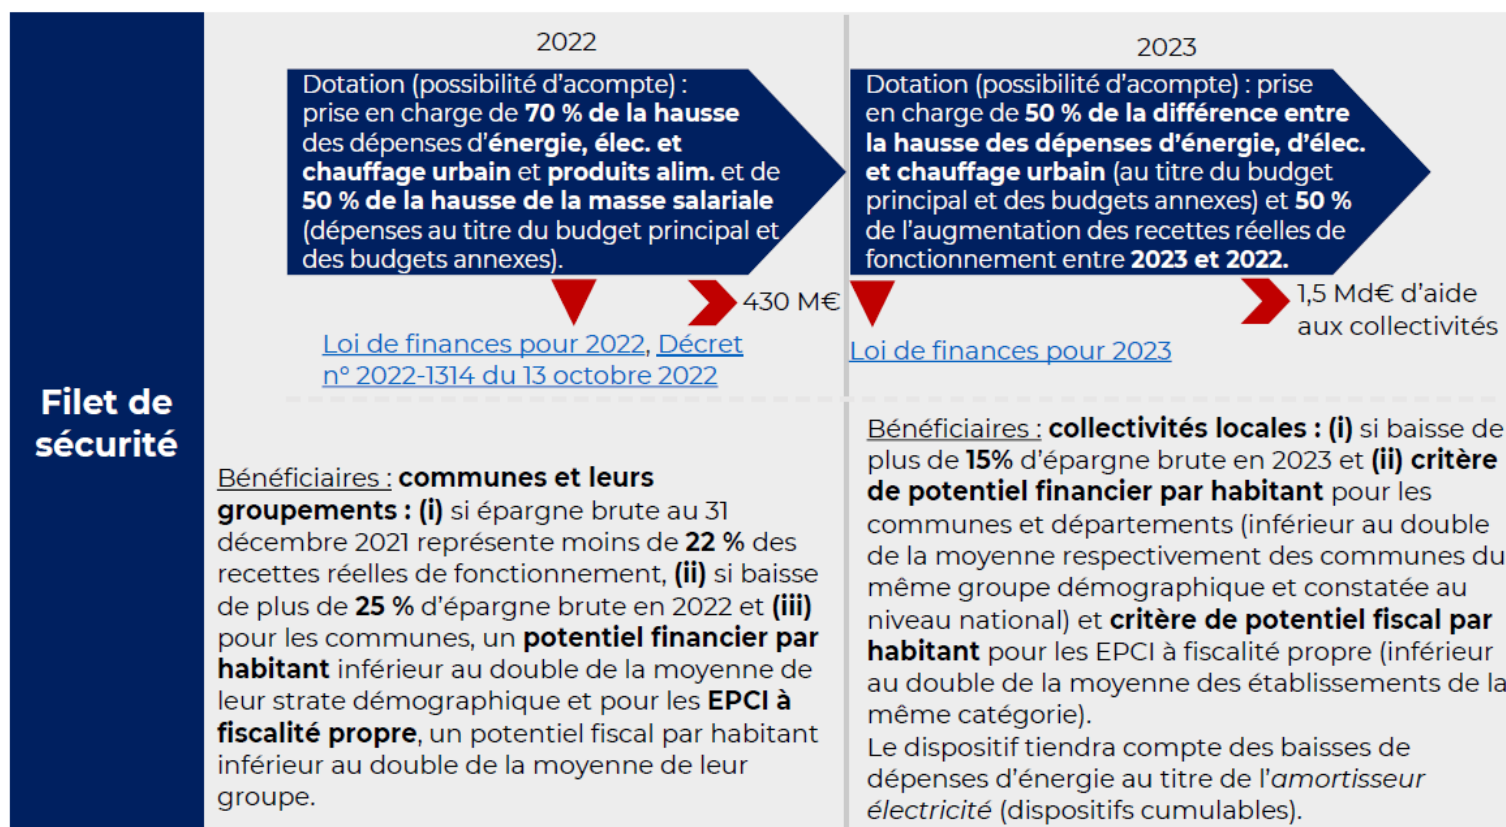 Filet de
sécurité
2022
Dotation (possibilité d’acompte) :
prise en charge de 70 % de la hausse
des dépenses d’énergie, élec. et
chauffage urbain et produits alim. et de
50 % de la hausse de la masse salariale
(dépenses au titre du budget principal et
des budgets annexes).
430 M€
Loi de finances pour 2022, Décret
n° 2022-1314 du 13 octobre 2022
Bénéficiaires : communes et leurs
groupements : (i) si épargne brute au 31
décembre 2021 représente moins de 22 % des
recettes réelles de fonctionnement, (ii) si baisse
de plus de 25 % d’épargne brute en 2022 et (iii)
pour les communes, un potentiel financier par
habitant inférieur au double de la moyenne de
leur strate démographique et pour les EPCI à
fiscalité propre, un potentiel fiscal par habitant
inférieur au double de la moyenne de leur
groupe.
2023
Dotation (possibilité d’acompte) : prise
en charge de 50 % de la différence entre
la hausse des dépenses d’énergie, d’élec.
et chauffage urbain (au titre du budget
principal et des budgets annexes) et 50 %
de l’augmentation des recettes réelles de
fonctionnement entre 2023 et 2022.
1,5 Md€ d’aide
aux collectivités
Loi de finances pour 2023
Bénéficiaires : collectivités locales : (i) si baisse de
plus de 15% d’épargne brute en 2023 et (ii) critère
de potentiel financier par habitant pour les
communes et départements (inférieur au double
de la moyenne respectivement des communes du
même groupe démographique et constatée au
niveau national) et critère de potentiel fiscal par
habitant pour les EPCI à fiscalité propre (inférieur
au double de la moyenne des établissements de la
même catégorie).
Le dispositif tiendra compte des baisses de
dépenses d’énergie au titre de l’amortisseur
électricité (dispositifs cumulables).